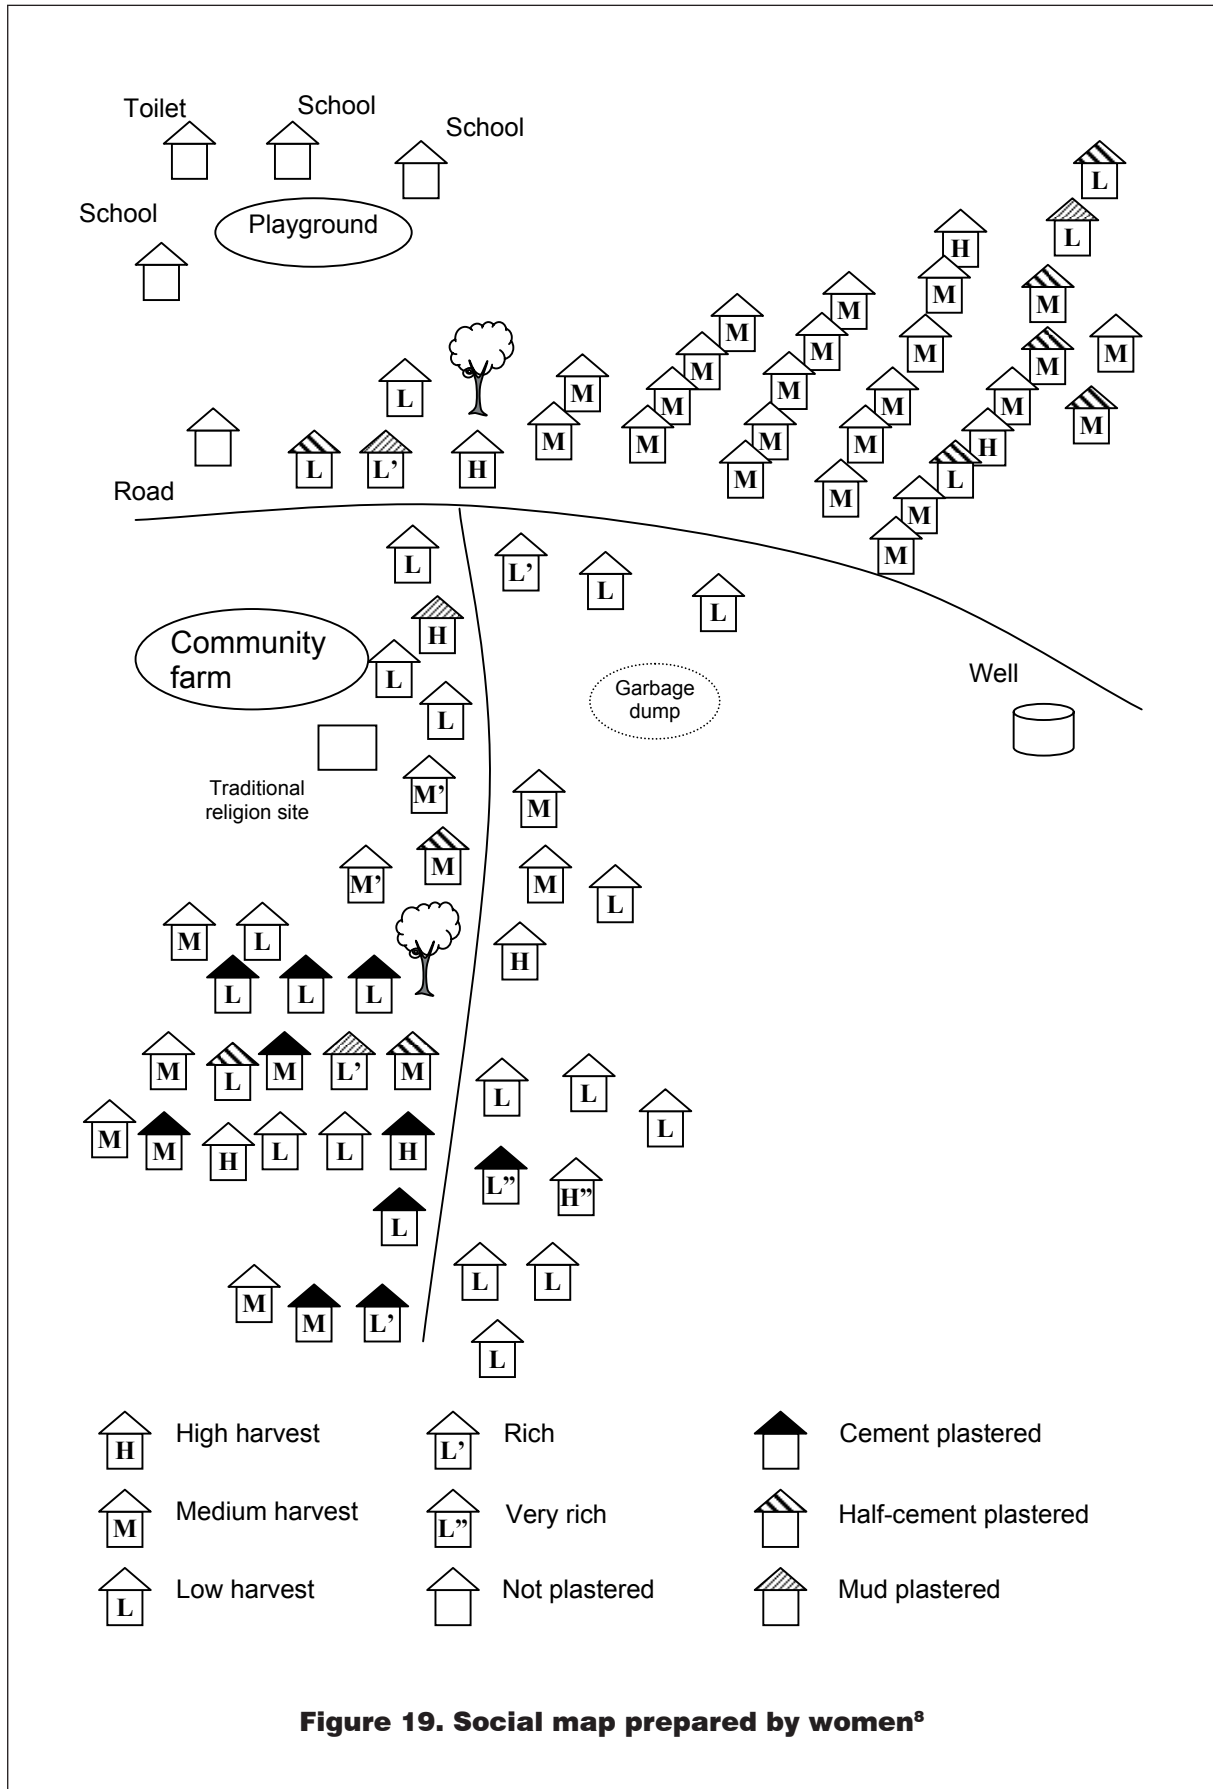 Toilet
School
School
School
Playground
L
L
H
M
M
M
M
M
M
M
M
M
M
L
M
M
M
M
M
M
M
M
M
M
H
M
L
L'
H
M
M
M
L
M
M
Road
M
L
L’
L
L
H
Community
farm
L
L
Garbage
dump
Well
Traditional
religion site
M'
M
M’
M
M
L
M
L
H
L
L
L
M
L
M
L’
M
L
L
L
M
M
H
L
L
H
L”
H”
L
L
L
M
M
L’
L
H
High harvest
L’
Rich
Cement plastered
M
Medium harvest
L”
Very rich
Half-cement plastered
L
Low harvest
Not plastered
Mud plastered
Figure 19. Social map prepared by women⁸